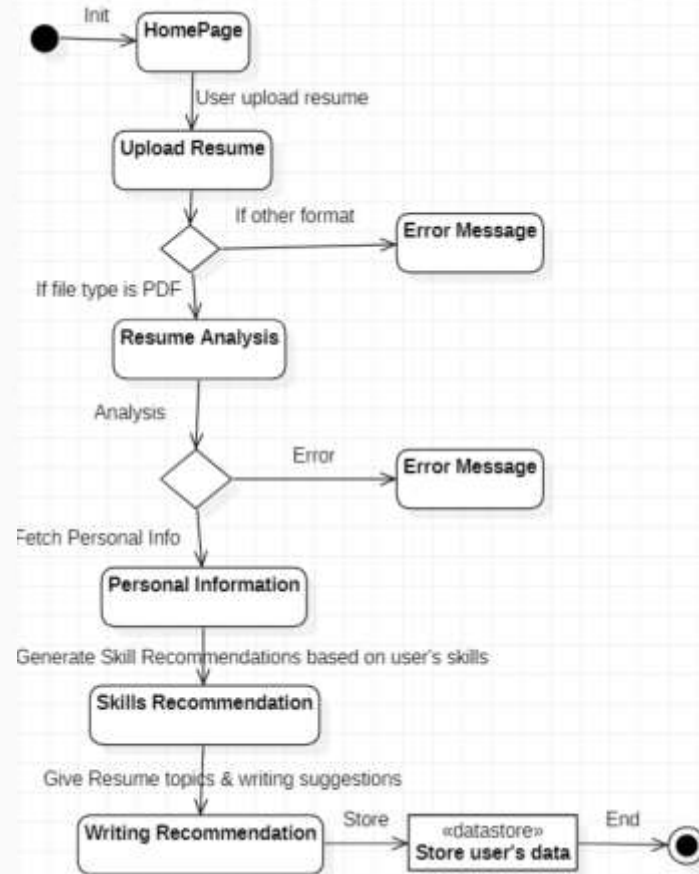 Init
HomePage
User upload resume
Upload Resume
If other format
Error Message
If file type is PDF
Resume Analysis
Analysis
Error
Error Message
Fetch Personal Info
Personal Information
Generate Skill Recommendations based on user's skills
Skills Recommendation
Give Resume topics & writing suggestions
Writing Recommendation
Store
«datastore»
Store user's data
End